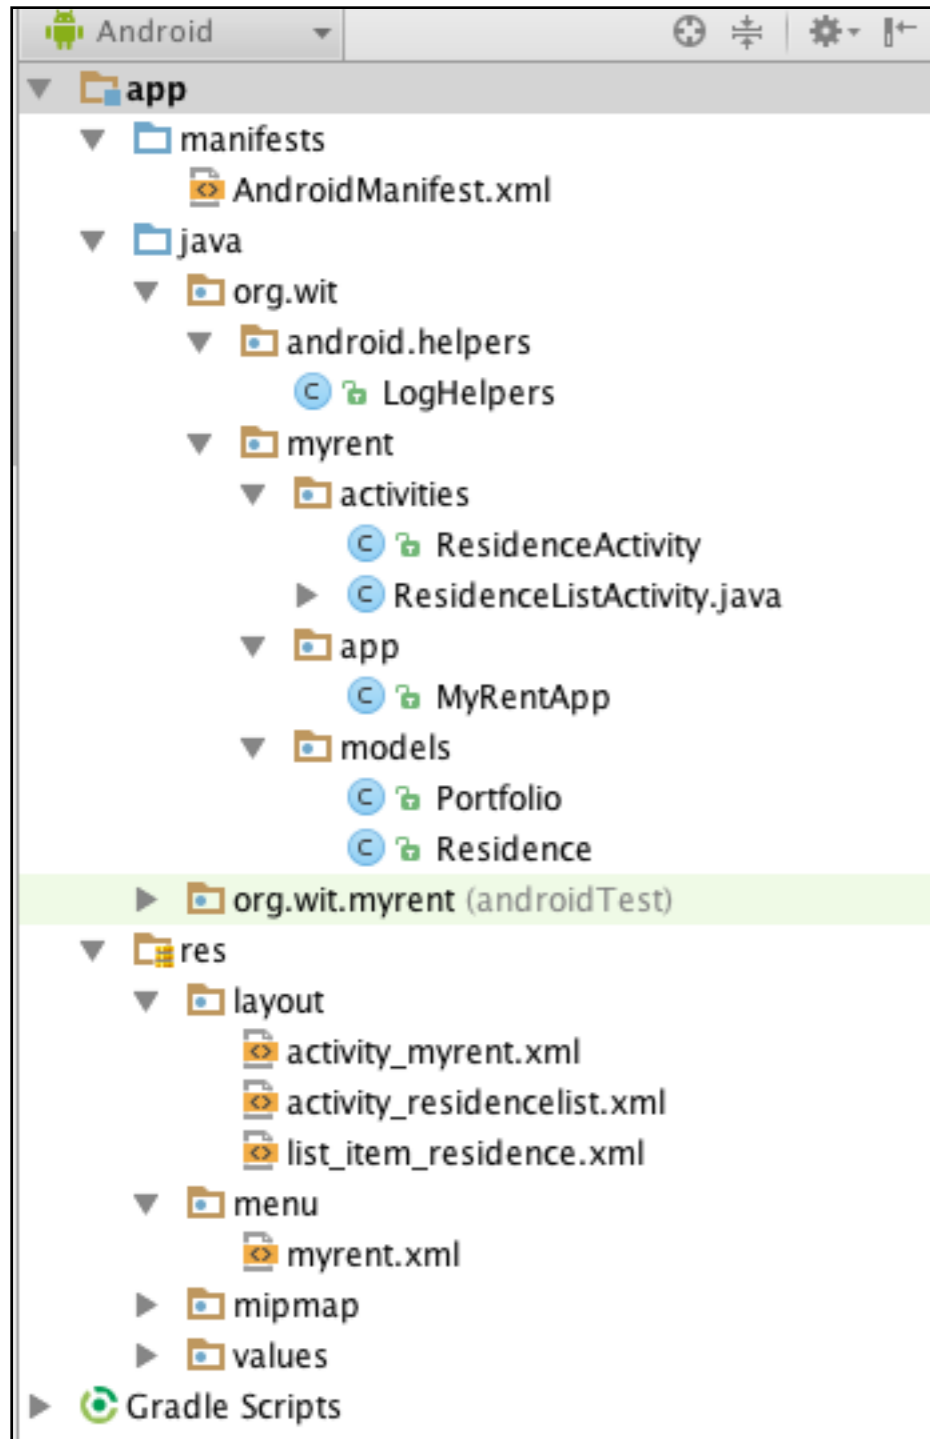 Android
app
manifests
AndroidManifest.xml
java
org.wit
android.helpers
C LogHelpers
myrent
activities
C ResidenceActivity
C ResidenceListActivity.java
app
C MyRentApp
models
C Portfolio
C Residence
org.wit.myrent (androidTest)
res
layout
activity_myrent.xml
activity_residencelist.xml
list_item_residence.xml
menu
myrent.xml
mipmap
values
Gradle Scripts